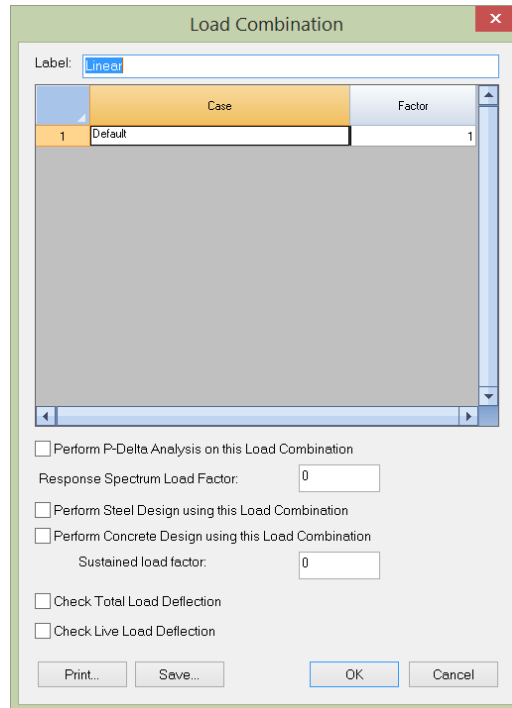 Load Combination
Label: Linear
Case Factor
1 Default 1
Perform P-Delta Analysis on this Load Combination
Response Spectrum Load Factor: 0
Perform Steel Design using this Load Combination
Perform Concrete Design using this Load Combination
Sustained load factor: 0
Check Total Load Deflection
Check Live Load Deflection
Print... Save... OK Cancel